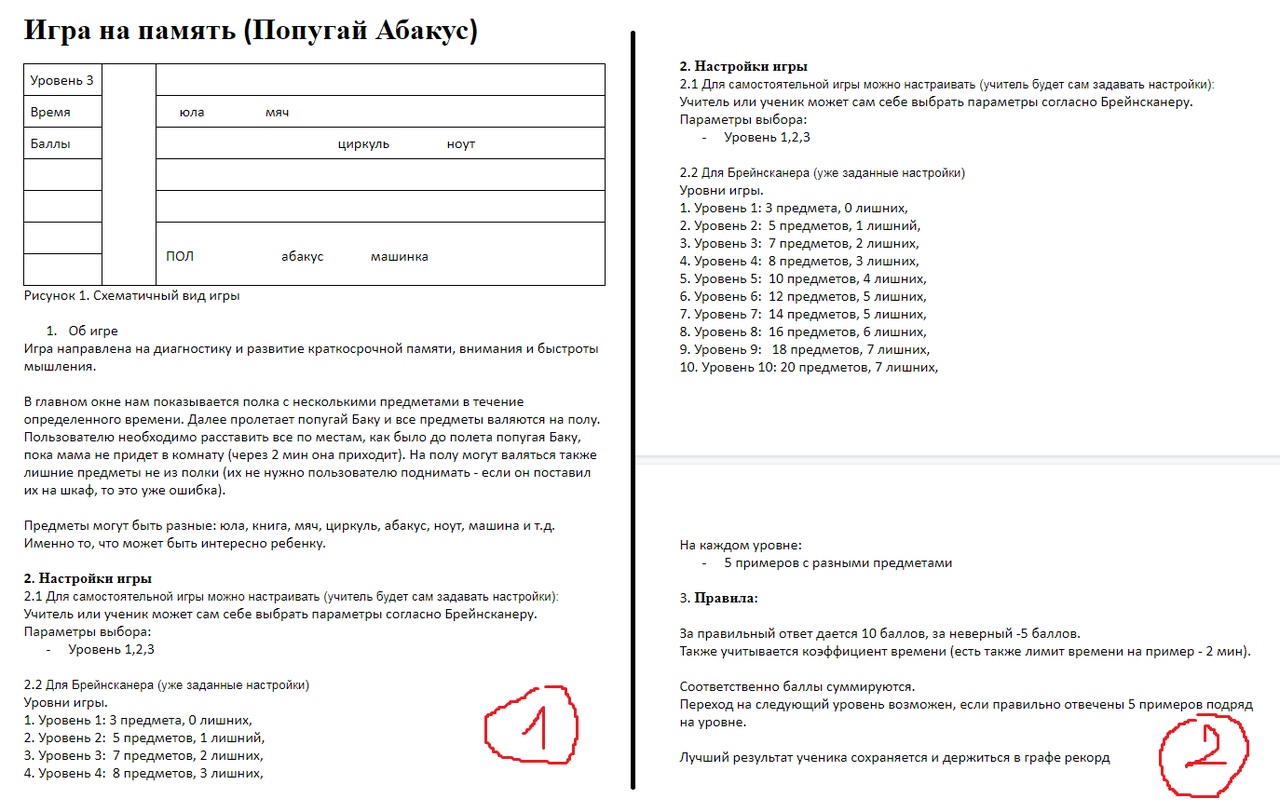 Игра на память (Попугай Абакус)
Уровень 3
Время юла мяч
Баллы циркуль ноут
ПОЛ абакус машинка
Рисунок 1. Схематичный вид игры
1. Об игре
Игра направлена на диагностику и развитие краткосрочной памяти, внимания и быстроты
мышления.
В главном окне нам показывается полка с несколькими предметами в течение
определенного времени. Далее пролетает попугай Баку и все предметы валяются на полу.
Пользователю необходимо расставить все по местам, как было до полета попугая Баку,
пока мама не придет в комнату (через 2 мин она приходит). На полу могут валяться также
лишние предметы не из полки (их не нужно пользователю поднимать - если он поставил
их на шкаф, то это уже ошибка).
Предметы могут быть разные: юла, книга, мяч, циркуль, абакус, ноут, машина и т.д.
Именно то, что может быть интересно ребенку.
2. Настройки игры
2.1 Для самостоятельной игры можно настраивать (учитель будет сам задавать настройки):
Учитель или ученик может сам себе выбрать параметры согласно Брейнсканеру.
Параметры выбора:
- Уровень 1,2,3
2.2 Для Брейнсканера (уже заданные настройки)
Уровни игры.
1. Уровень 1: 3 предмета, 0 лишних,
2. Уровень 2: 5 предметов, 1 лишний,
3. Уровень 3: 7 предметов, 2 лишних,
4. Уровень 4: 8 предметов, 3 лишних,
1
2. Настройки игры
2.1 Для самостоятельной игры можно настраивать (учитель будет сам задавать настройки):
Учитель или ученик может сам себе выбрать параметры согласно Брейнсканеру.
Параметры выбора:
- Уровень 1,2,3
2.2 Для Брейнсканера (уже заданные настройки)
Уровни игры.
1. Уровень 1: 3 предмета, 0 лишних,
2. Уровень 2: 5 предметов, 1 лишний,
3. Уровень 3: 7 предметов, 2 лишних,
4. Уровень 4: 8 предметов, 3 лишних,
5. Уровень 5: 10 предметов, 4 лишних,
6. Уровень 6: 12 предметов, 5 лишних,
7. Уровень 7: 14 предметов, 5 лишних,
8. Уровень 8: 16 предметов, 6 лишних,
9. Уровень 9: 18 предметов, 7 лишних,
10. Уровень 10: 20 предметов, 7 лишних,
На каждом уровне:
- 5 примеров с разными предметами
3. Правила:
За правильный ответ дается 10 баллов, за неверный -5 баллов.
Также учитывается коэффициент времени (есть также лимит времени на пример - 2 мин).
Соответственно баллы суммируются.
Переход на следующий уровень возможен, если правильно отвечены 5 примеров подряд
на уровне.
Лучший результат ученика сохраняется и держиться в графе рекорд
2